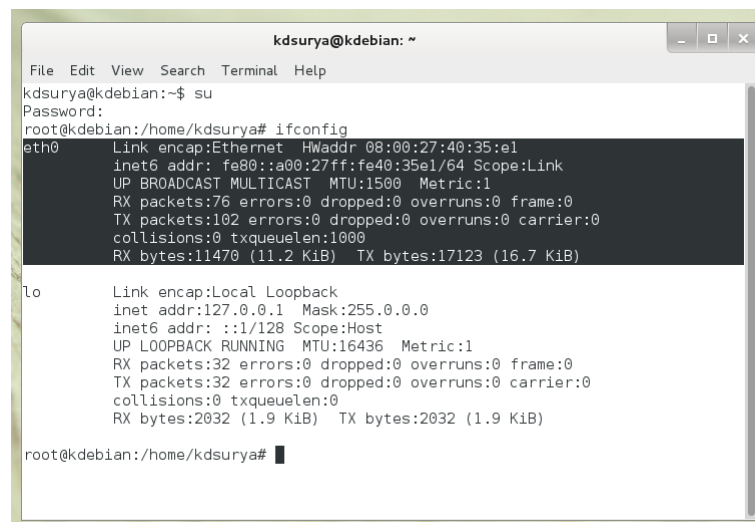 kdsurya@kdebian: ~
File Edit View Search Terminal Help
kdsurya@kdebian:~$ su
Password:
root@kdebian:/home/kdsurya# ifconfig
eth0 Link encap:Ethernet HWaddr 08:00:27:40:35:e1
inet6 addr: fe80::a00:27ff:fe40:35e1/64 Scope:Link
UP BROADCAST MULTICAST MTU:1500 Metric:1
RX packets:76 errors:0 dropped:0 overruns:0 frame:0
TX packets:102 errors:0 dropped:0 overruns:0 carrier:0
collisions:0 txqueuelen:1000
RX bytes:11470 (11.2 KiB) TX bytes:17123 (16.7 KiB)
lo Link encap:Local Loopback
inet addr:127.0.0.1 Mask:255.0.0.0
inet6 addr: ::1/128 Scope:Host
UP LOOPBACK RUNNING MTU:16436 Metric:1
RX packets:32 errors:0 dropped:0 overruns:0 frame:0
TX packets:32 errors:0 dropped:0 overruns:0 carrier:0
collisions:0 txqueuelen:0
RX bytes:2032 (1.9 KiB) TX bytes:2032 (1.9 KiB)
root@kdebian:/home/kdsurya#